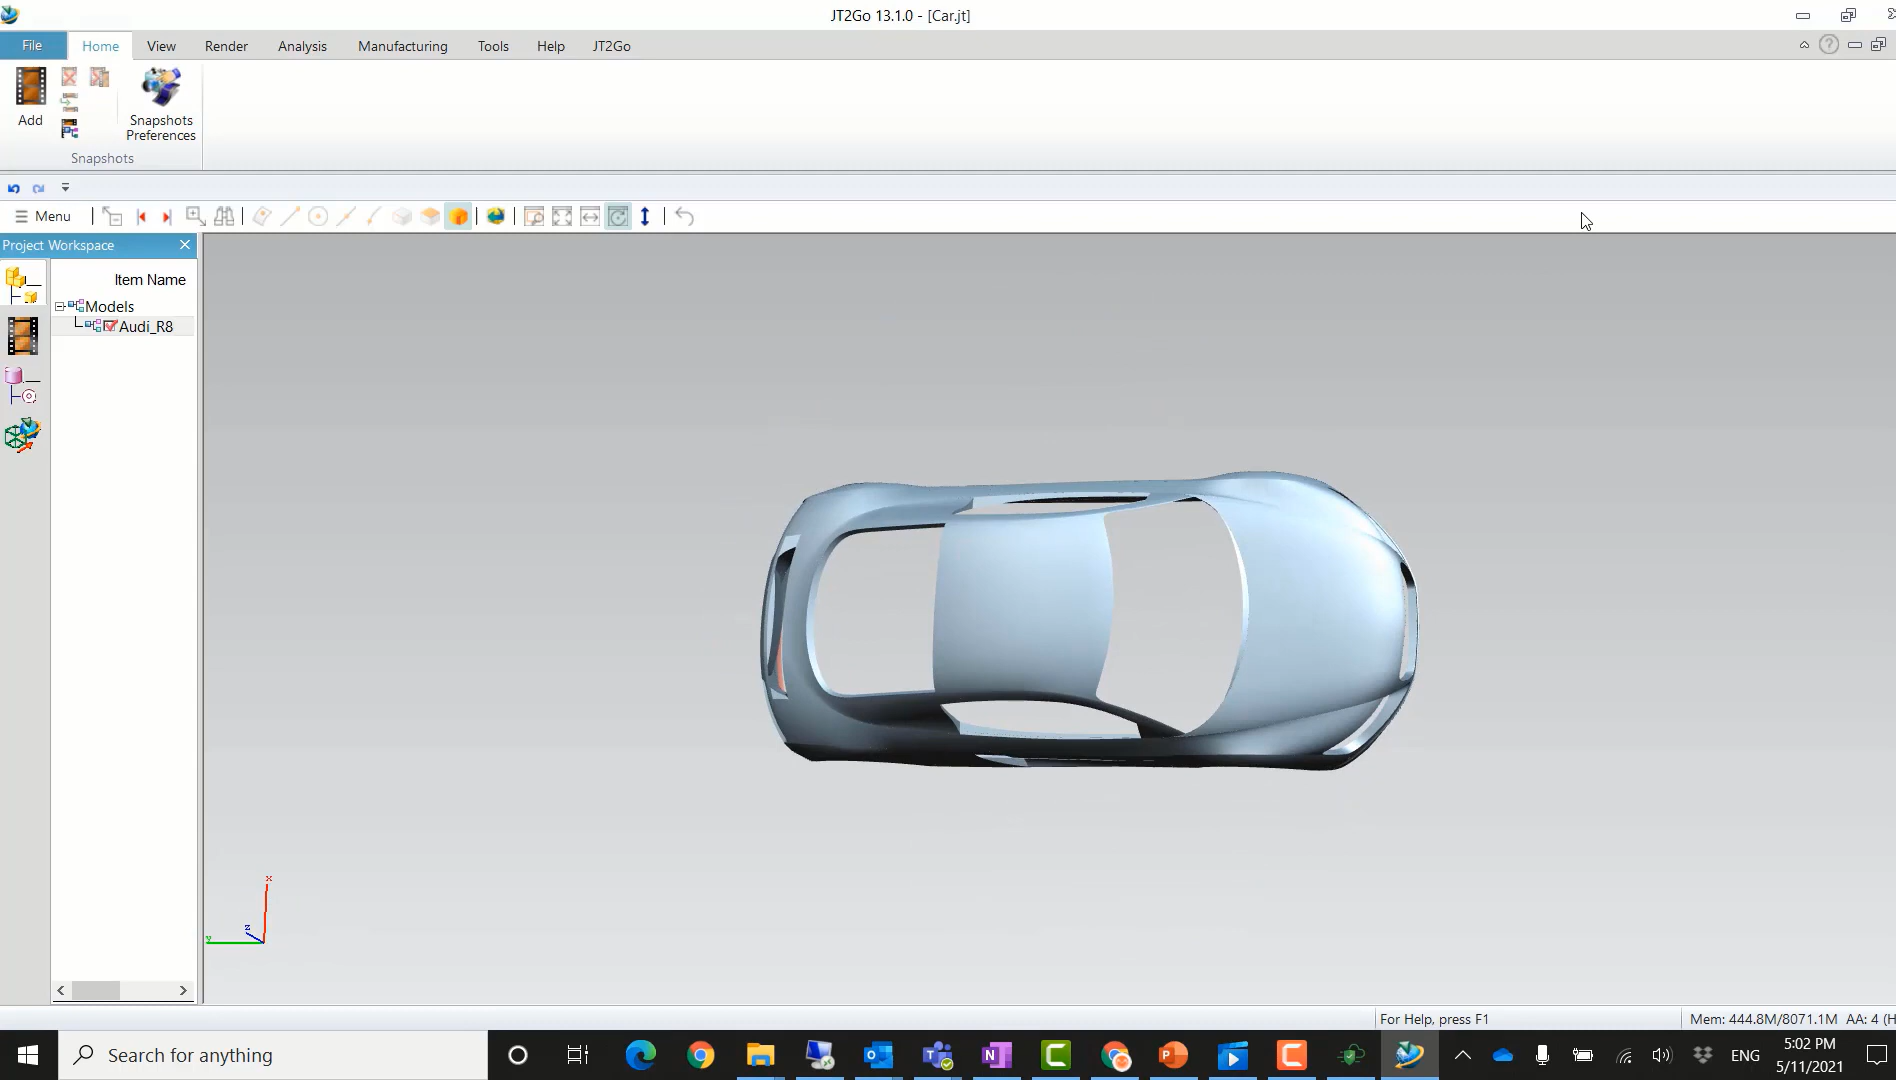 JT2Go 13.1.0 - [Car.jt]
File Home View Render Analysis Manufacturing Tools Help JT2Go
Add
Snapshots
Preferences
Snapshots
Menu
Project Workspace
Item Name
Models
Audi_R8
X
Z
Y
For Help, press F1
Mem: 444.8M/8071.1M AA: 4 (H
Search for anything
ENG
5:02 PM
5/11/2021